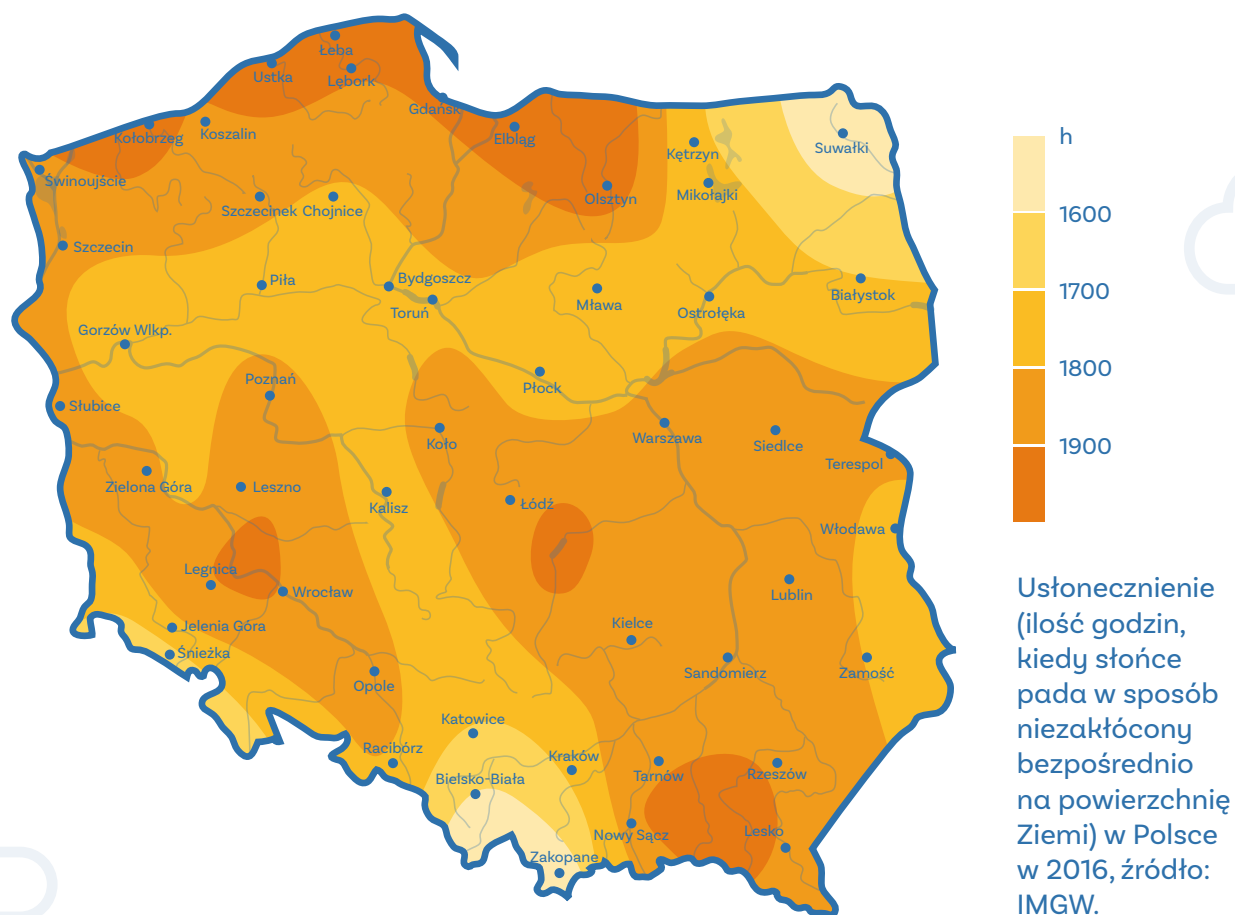 Łeba
Ustka
Lębork
Gdańsk
Kołobrzeg
Koszalin
Elbląg
Kętrzyn
Suwałki
Świnoujście
Szczecinek Chojnice
Olsztyn
Mikołajki
Szczecin
Piła
Bydgoszcz
Toruń
Mława
Ostrołęka
Białystok
Gorzów Wlkp.
Poznań
Płock
Słubice
Koło
Warszawa
Siedlce
Terespol
Zielona Góra
Leszno
Kalisz
Łódź
Włodawa
Legnica
Wrocław
Lublin
Jelenia Góra
Kielce
Śnieżka
Opole
Sandomierz
Zamość
Katowice
Racibórz
Kraków
Bielsko-Biała
Tarnów
Rzeszów
Nowy Sącz
Lesko
Zakopane
h
1600
1700
1800
1900
Usłonecznienie
(ilość godzin,
kiedy słońce
pada w sposób
niezakłócony
bezpośrednio
na powierzchnię
Ziemi) w Polsce
w 2016, źródło:
IMGW.